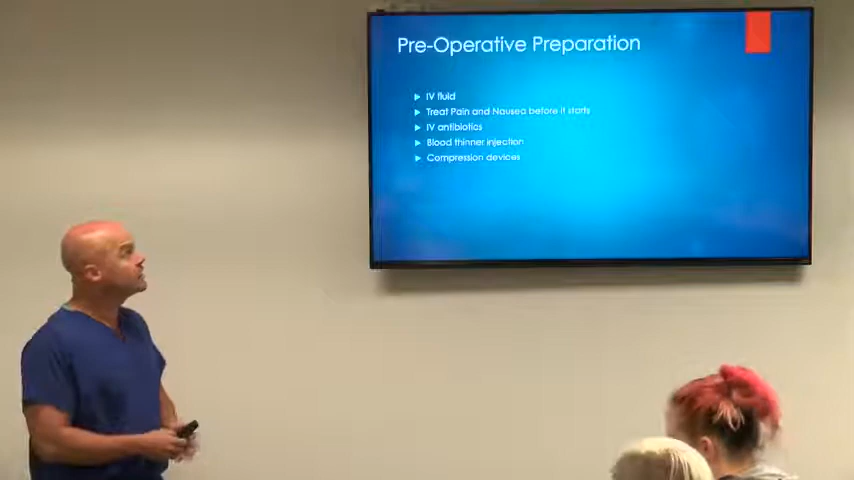 Pre-Operative Preparation
IV fluid
Treat Pain and Nausea before it starts
IV antibiotics
Blood thinner injection
Compression devices